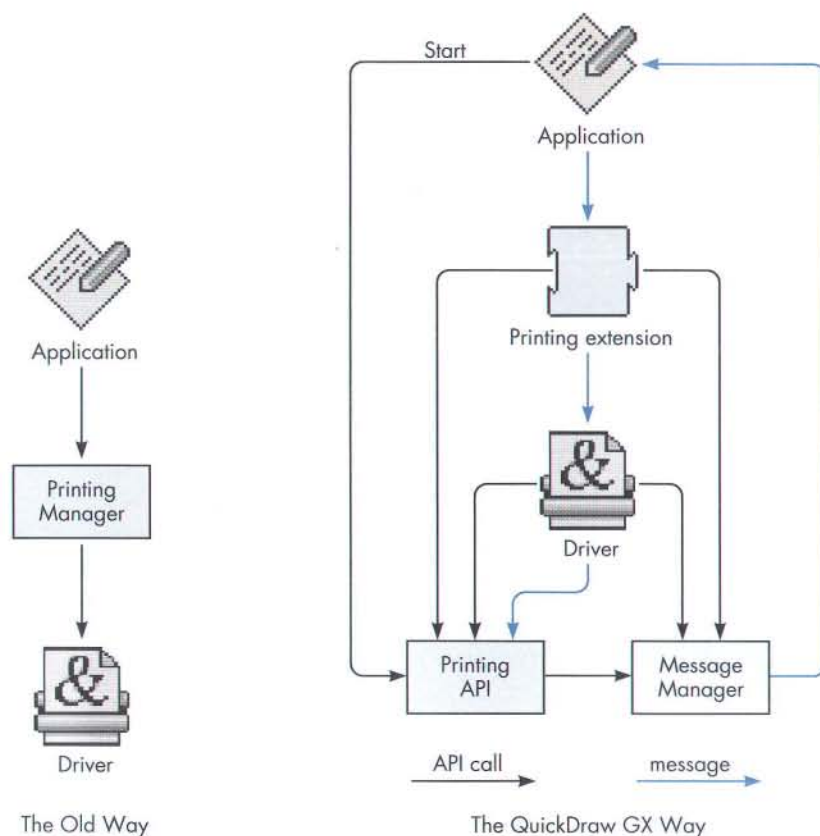 Application
Printing
Manager
Driver
The Old Way
Start
Application
Printing extension
Driver
Printing
API
Message
Manager
API call
message
The QuickDraw GX Way